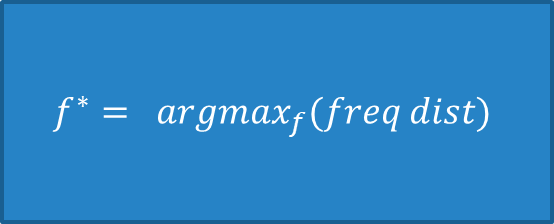 f* = argmax_f(freq dist)